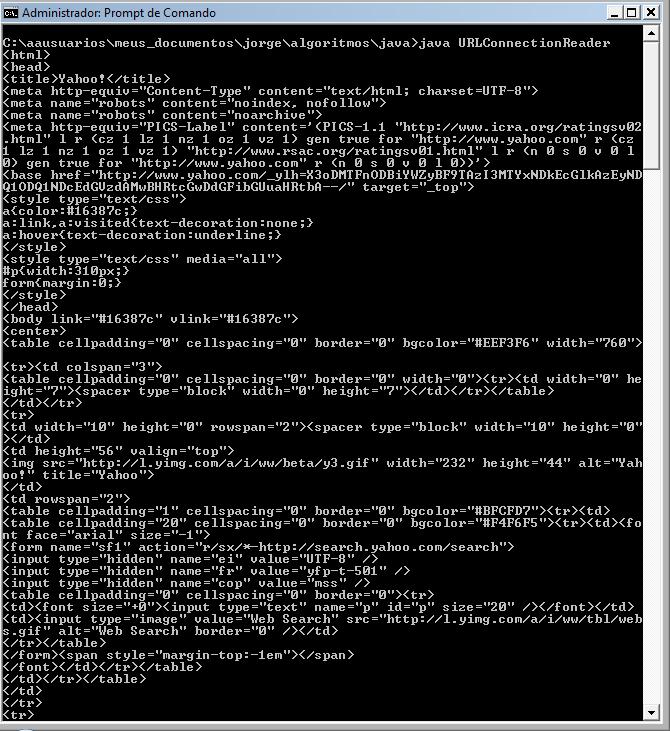 Administrador: Prompt de Comando
C:\aausuarios\meus_documentos\jorge\algoritmos\java>java URLConnectionReader
<html>
<head>
<title>Yahoo!</title>
<meta http-equiv="Content-Type" content="text/html; charset=UTF-8">
<meta name="robots" content="noindex, nofollow">
<meta name="robots" content="noarchive">
<meta http-equiv="PICS-Label" content='(PICS-1.1 "http://www.icra.org/ratingsv02
.html" l r (cz 1 lz 1 nz 1 oz 1 vz 1) gen true for "http://www.yahoo.com" r (cz
1 lz 1 nz 1 oz 1 vz 1) "http://www.rsac.org/ratingsv01.html" l r (n 0 s 0 v 0 l
0) gen true for "http://www.yahoo.com" r (n 0 s 0 v 0 l 0))'>
<base href="http://www.yahoo.com/_ylh=X3oDMTFnODBiYWZyBF9TAzI3MTYxNDkEcGlkAzEyND
Q1ODQ1NDcEdGVzdAMwBHRtcGwDdGFibGUuaHRtbA--/" target="_top">
<style type="text/css">
a{color:#16387c;}
a:link,a:visited{text-decoration:none;}
a:hover{text-decoration:underline;}
</style>
<style type="text/css" media="all">
#p{width:310px;}
form{margin:0;}
</style>
</head>
<body link="#16387c" vlink="#16387c">
<center>
<table cellpadding="0" cellspacing="0" border="0" bgcolor="#EEF3F6" width="760">
<tr><td colspan="3">
<table cellpadding="0" cellspacing="0" border="0" width="0"><tr><td width="0" he
ight="7"><spacer type="block" width="0" height="7"></td></tr></table>
</td></tr>
<tr>
<td width="10" height="0" rowspan="2"><spacer type="block" width="10" height="0"
></td>
<td height="56" valign="top">
<img src="http://l.yimg.com/a/i/ww/beta/y3.gif" width="232" height="44" alt="Yah
oo!" title="Yahoo">
</td>
<td rowspan="2">
<table cellpadding="1" cellspacing="0" border="0" bgcolor="#BFCFD7"><tr><td>
<table cellpadding="20" cellspacing="0" border="0" bgcolor="#F4F6F5"><tr><td><fo
nt face="arial" size="-1">
<form name="sf1" action="r/sx/*-http://search.yahoo.com/search">
<input type="hidden" name="ei" value="UTF-8" />
<input type="hidden" name="fr" value="yfp-t-501" />
<input type="hidden" name="cop" value="mss" />
<table cellpadding="0" cellspacing="0" border="0"><tr>
<td><font size="+0"><input type="text" name="p" id="p" size="20" /></font></td>
<td><input type="image" value="Web Search" src="http://l.yimg.com/a/i/ww/tbl/web
s.gif" alt="Web Search" border="0" /></td>
</tr></table>
</form><span style="margin-top:-1em"></span>
</font></td></tr></table>
</td></tr></table>
</td>
</tr>
<tr>